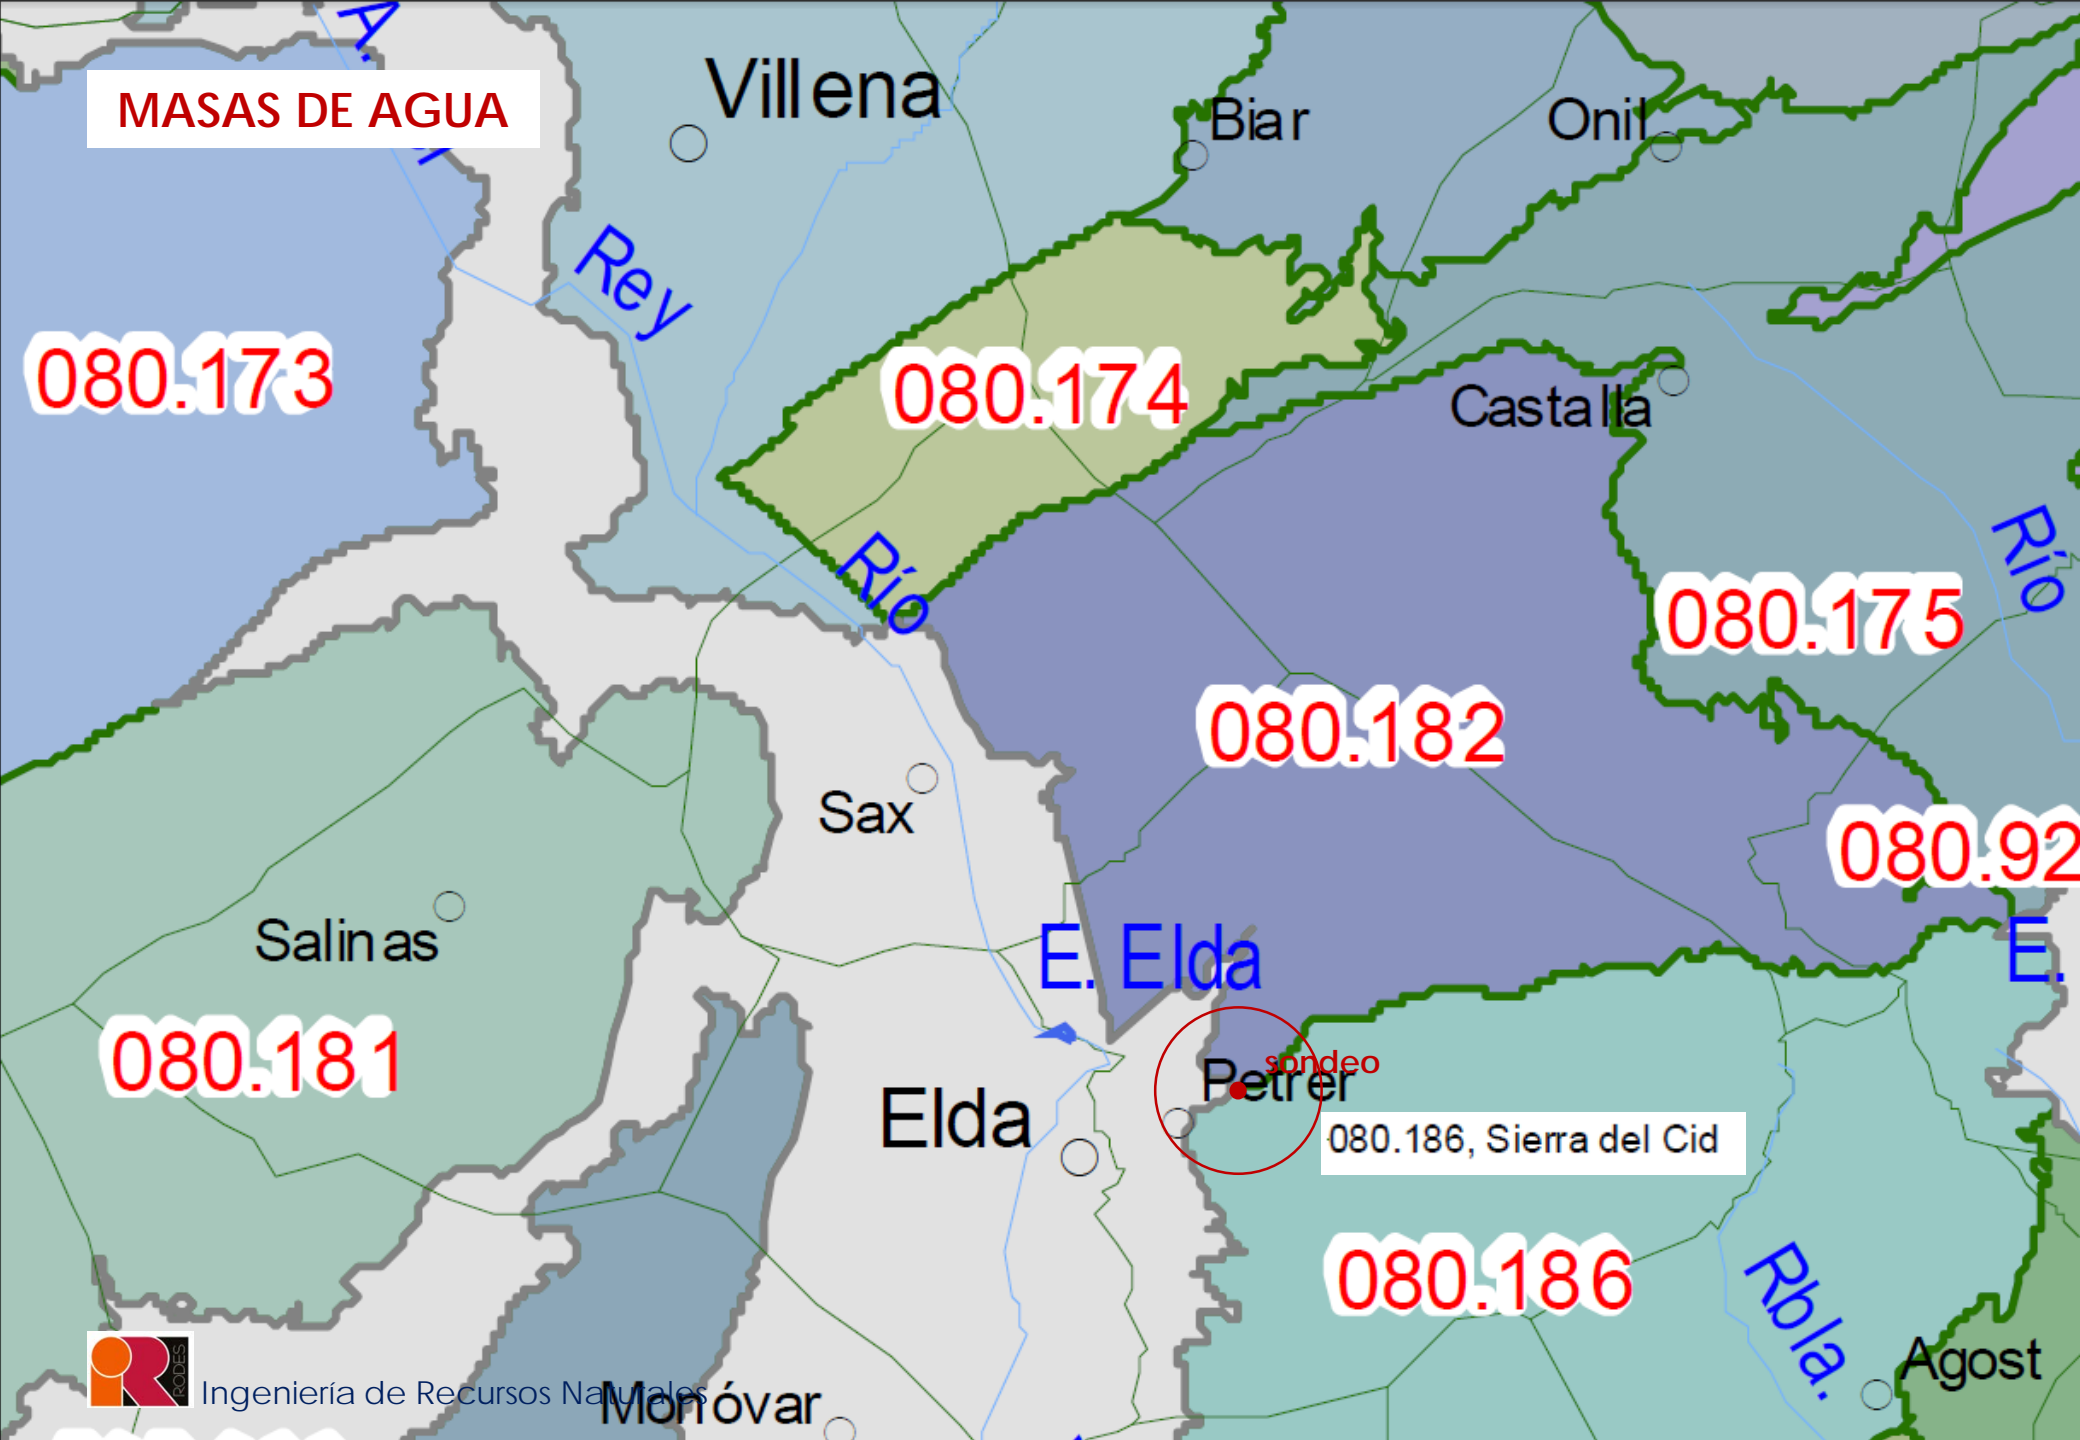 A.
MASAS DE AGUA
Villena
Biar
Onil
Rey
080.173
080.174
Castalla
Río
Río
080.175
080.182
Sax
080.92
Salinas
E. Elda
E.
080.181
sondeo
Petrer
Elda
080.186, Sierra del Cid
080.186
Rbla.
Agost
RODES
Ingeniería de Recursos Naturales
Monóvar